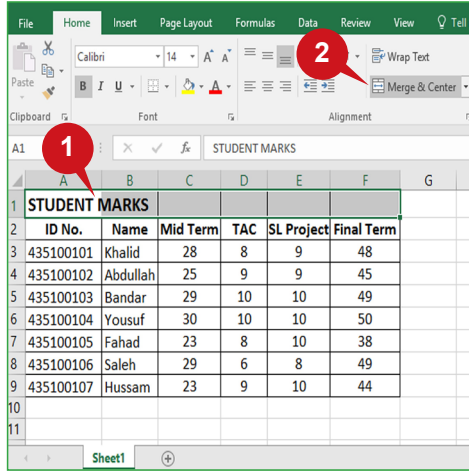 File Home Insert Page Layout Formulas Data Review View Tell
Calibri 14 A A Wrap Text
Paste B I U A Merge & Center
Clipboard Font Alignment
2
A1 fx STUDENT MARKS
1
A B C D E F G
1 STUDENT MARKS
2 ID No. Name Mid Term TAC SL Project Final Term
3 435100101 Khalid 28 8 9 48
4 435100102 Abdullah 25 9 9 45
5 435100103 Bandar 29 10 10 49
6 435100104 Yousuf 30 10 10 50
7 435100105 Fahad 23 8 10 38
8 435100106 Saleh 29 6 8 49
9 435100107 Hussam 23 9 10 44
10
11
Sheet1